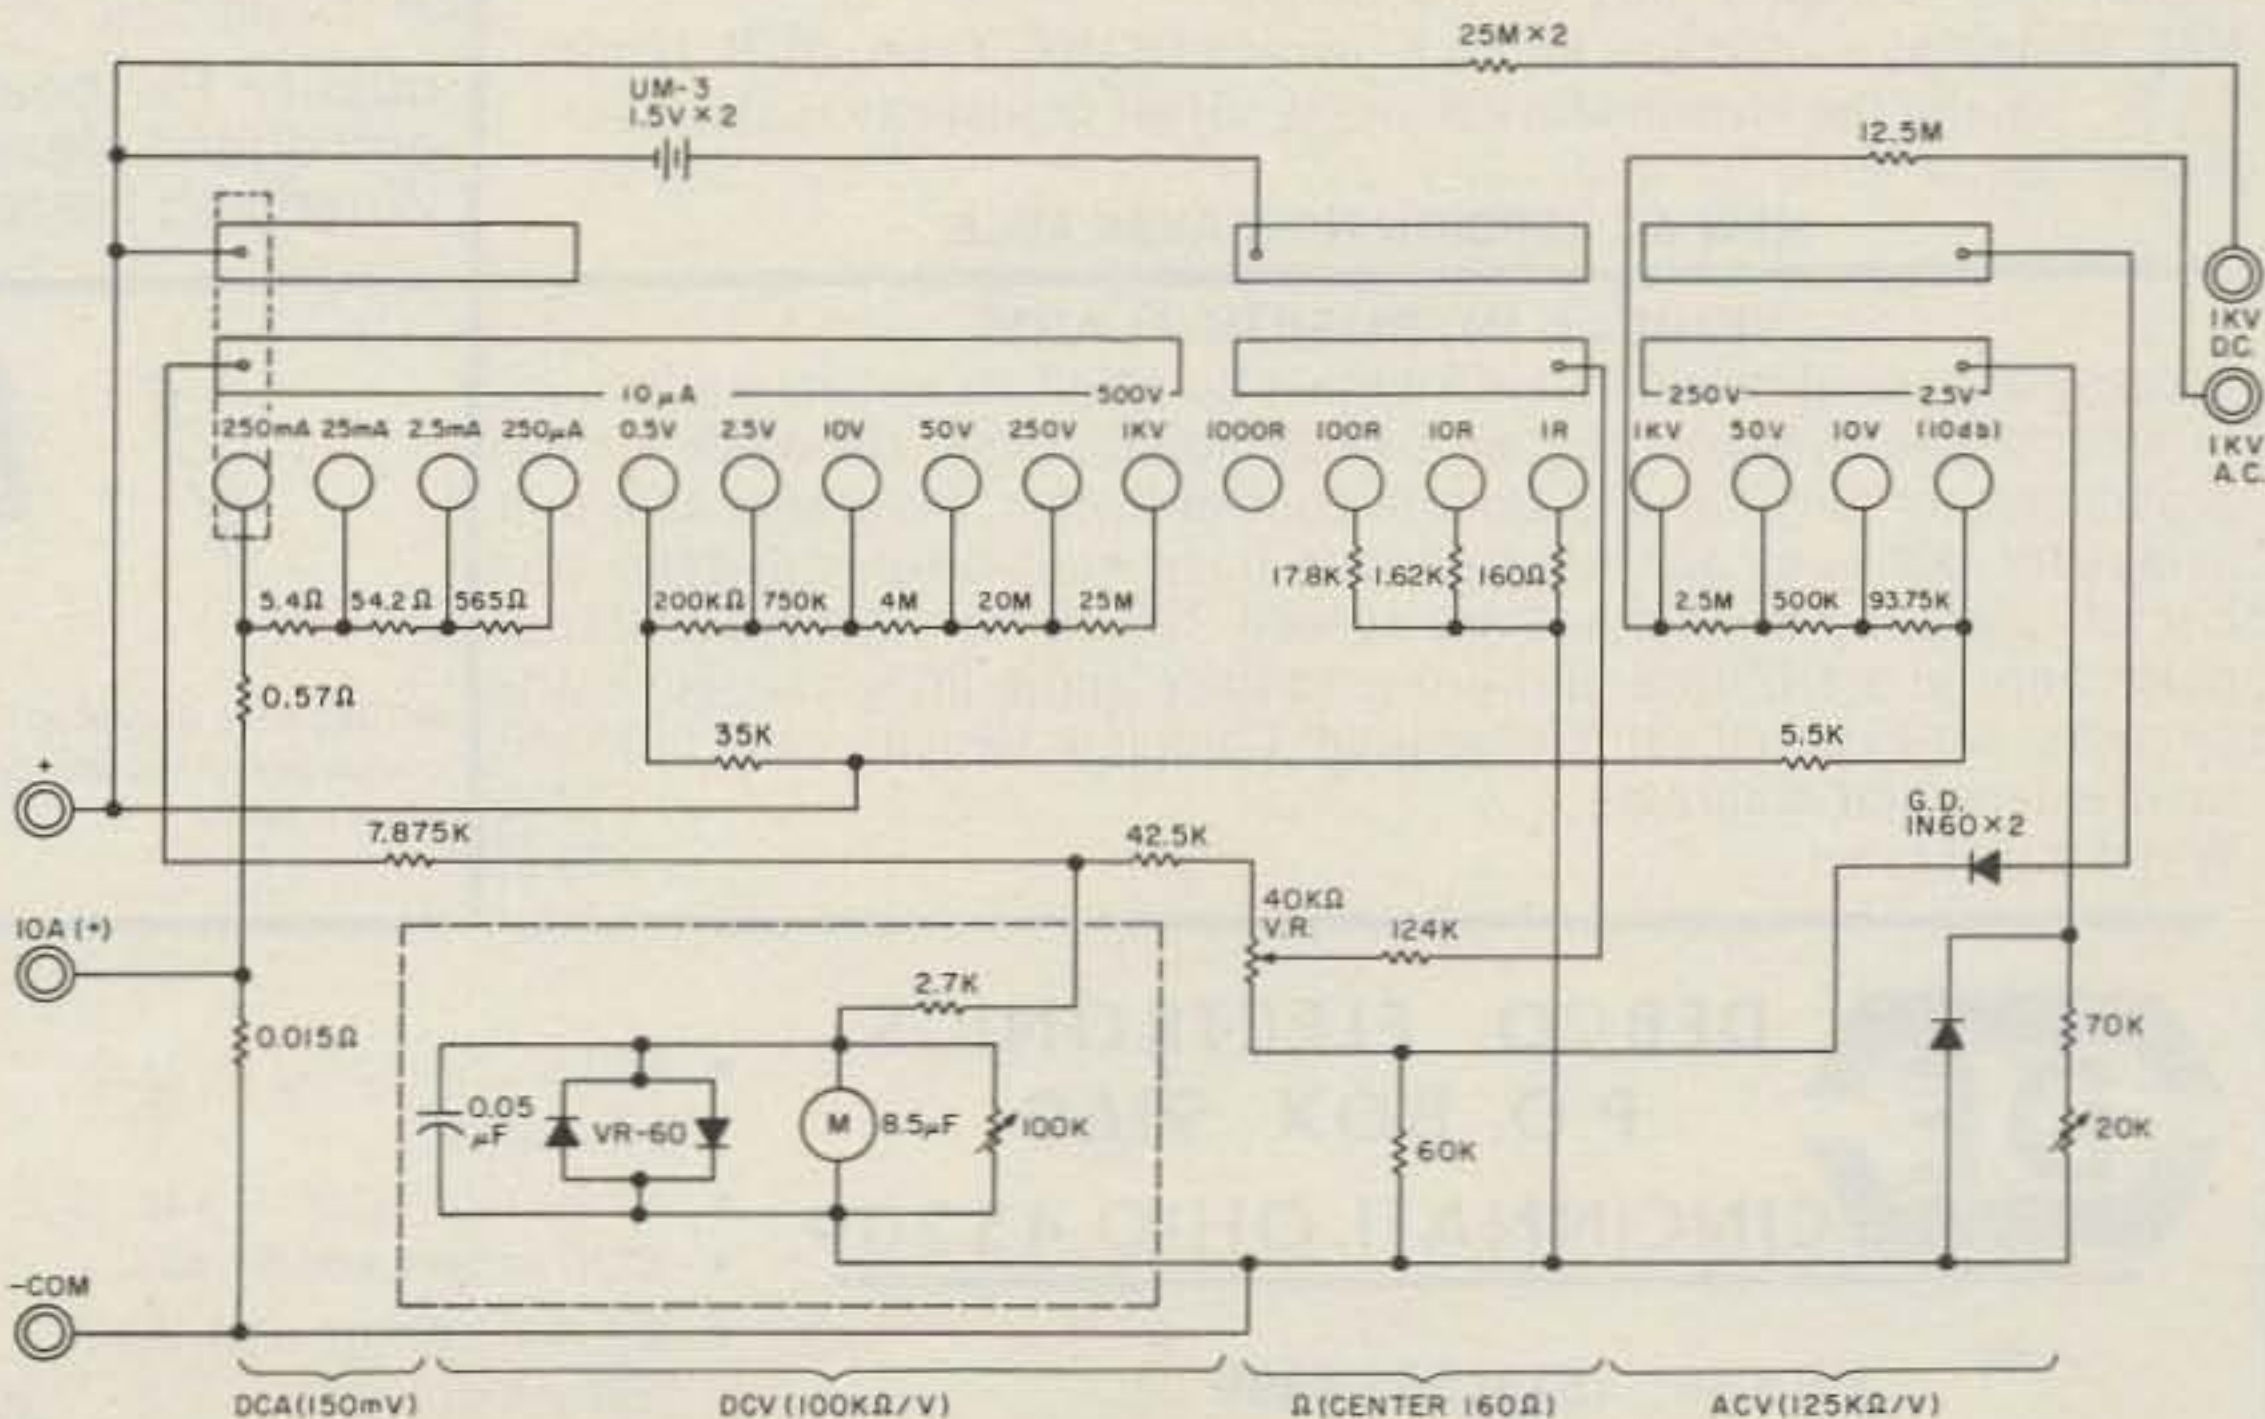 25M×2
UM-3
1.5V×2
12.5M
1KV
D.C.
10μA
500V
250V
2.5V
250mA 25mA 2.5mA 250μA 0.5V 2.5V 10V 50V 250V 1KV 1000R 100R 10R 1R 1KV 50V 10V (10db)
1KV
A.C.
17.8K 1.62K 160Ω
5.4Ω 54.2Ω 565Ω 200KΩ 750K 4M 20M 25M 2.5M 500K 93.75K
0.57Ω
35K
5.5K
+
G.D.
IN60×2
7.875K
42.5K
40KΩ
V.R.
124K
10A (+)
2.7K
0.015Ω
70K
0.05
μF
VR-60
M
8.5μF
100K
60K
20K
-COM
DCA(150mV)
DCV(100KΩ/V)
Ω(CENTER 160Ω)
ACV(125KΩ/V)